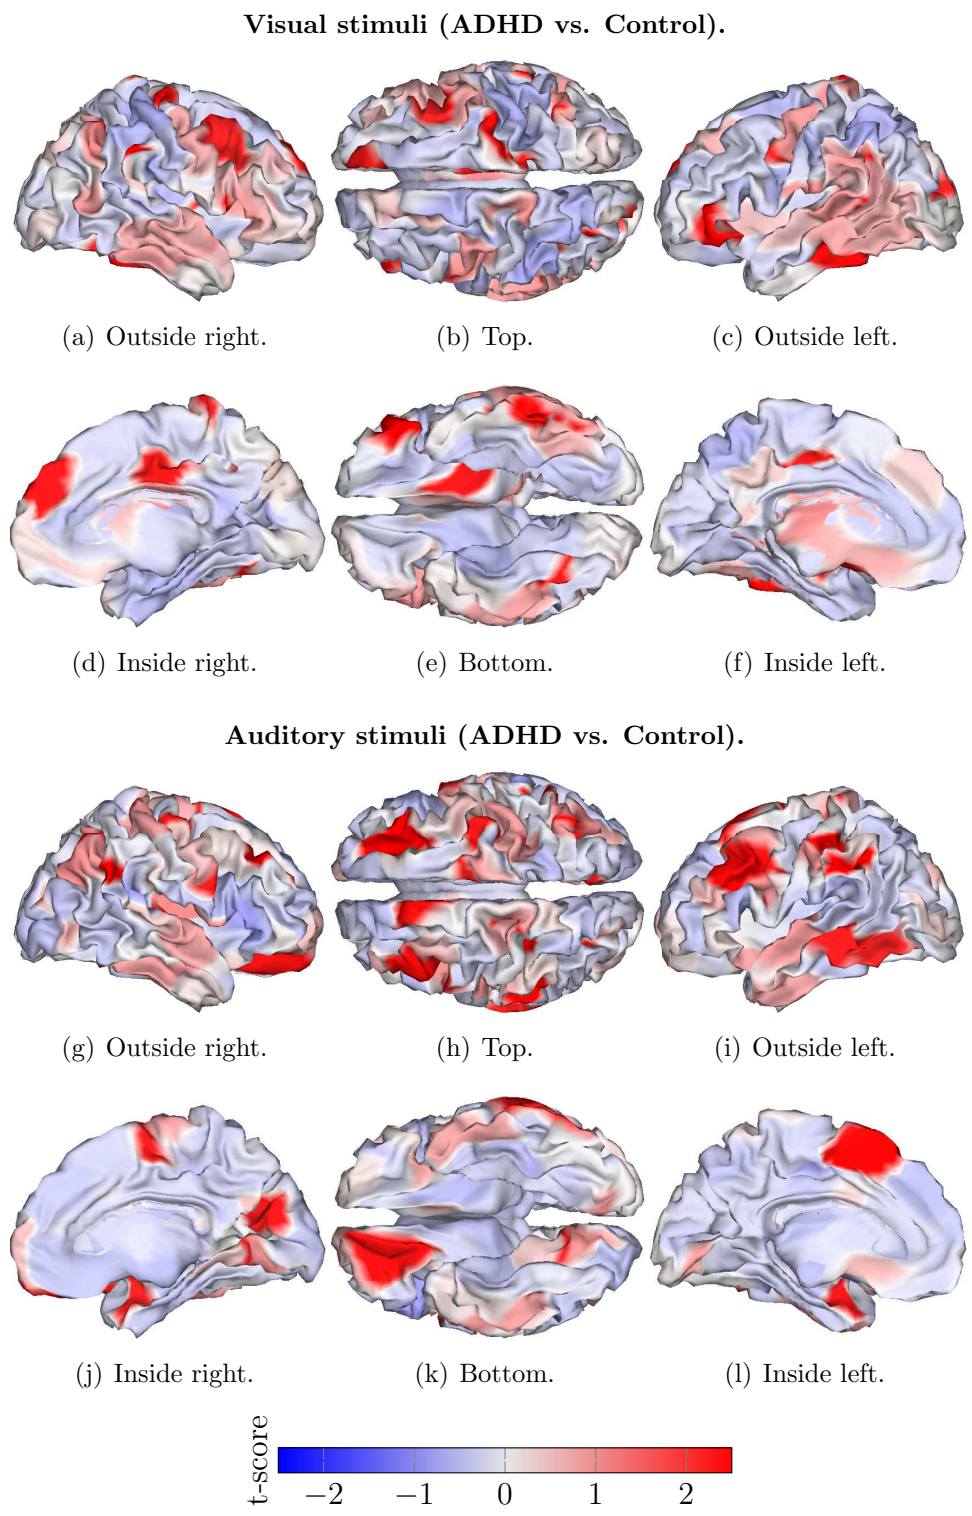 Visual stimuli (ADHD vs. Control).
(a) Outside right.
(b) Top.
(c) Outside left.
(d) Inside right.
(e) Bottom.
(f) Inside left.
Auditory stimuli (ADHD vs. Control).
(g) Outside right.
(h) Top.
(i) Outside left.
(j) Inside right.
(k) Bottom.
(l) Inside left.
t-score
−2 −1 0 1 2